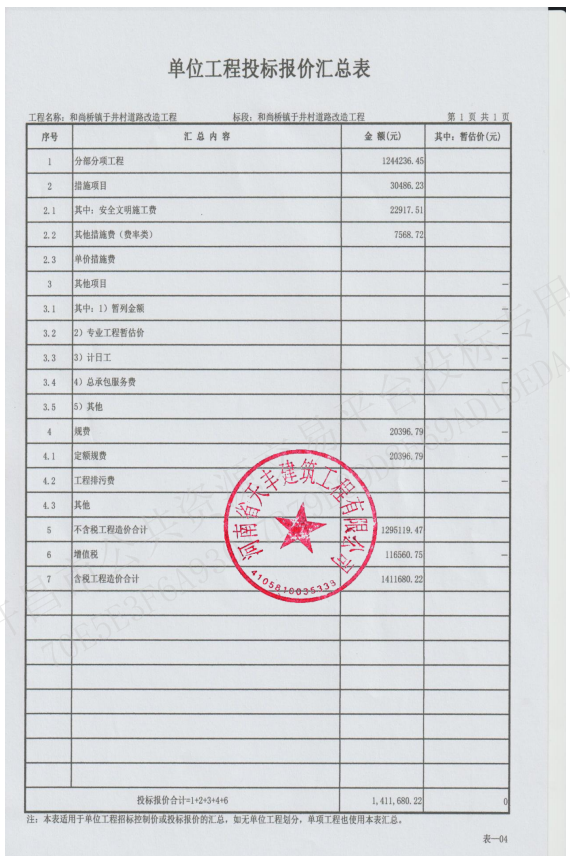 单位工程投标报价汇总表
工程名称：和尚桥镇于井村道路改造工程 标段：和尚桥镇于井村道路改造工程 第 1 页 共 1 页
序号 汇 总 内 容 金 额(元) 其中：暂估价(元)
1 分部分项工程 1244236.45
2 措施项目 30486.23
2.1 其中：安全文明施工费 22917.51
2.2 其他措施费（费率类） 7568.72
2.3 单价措施费
3 其他项目 —
3.1 其中：1）暂列金额 —
3.2 2）专业工程暂估价 —
3.3 3）计日工 —
3.4 4）总承包服务费 —
3.5 5）其他 —
4 规费 20396.79 —
4.1 定额规费 20396.79 —
4.2 工程排污费 —
4.3 其他
5 不含税工程造价合计 1295119.47
6 增值税 116560.75 —
7 含税工程造价合计 1411680.22
河南省天丰建筑工程有限公司
4105810035339
投标报价合计=1+2+3+4+6 1,411,680.22 0
注：本表适用于单位工程招标控制价或投标报价的汇总，如无单位工程划分，单项工程也使用本表汇总。
表—04